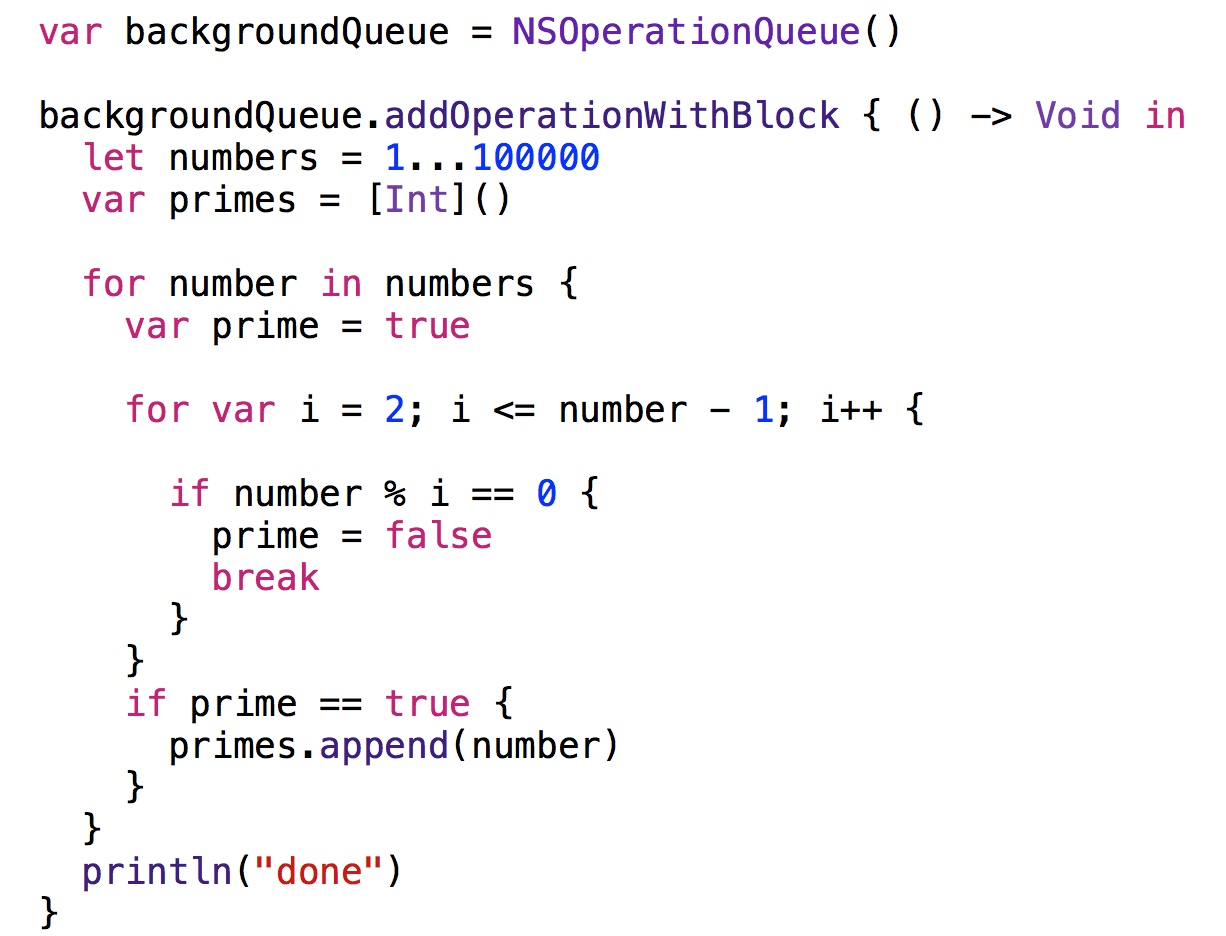 var backgroundQueue = NSOperationQueue()

backgroundQueue.addOperationWithBlock { () -> Void in
  let numbers = 1...100000
  var primes = [Int]()

  for number in numbers {
    var prime = true

    for var i = 2; i <= number - 1; i++ {

      if number % i == 0 {
        prime = false
        break
      }
    }
    if prime == true {
      primes.append(number)
    }
  }
  println("done")
}